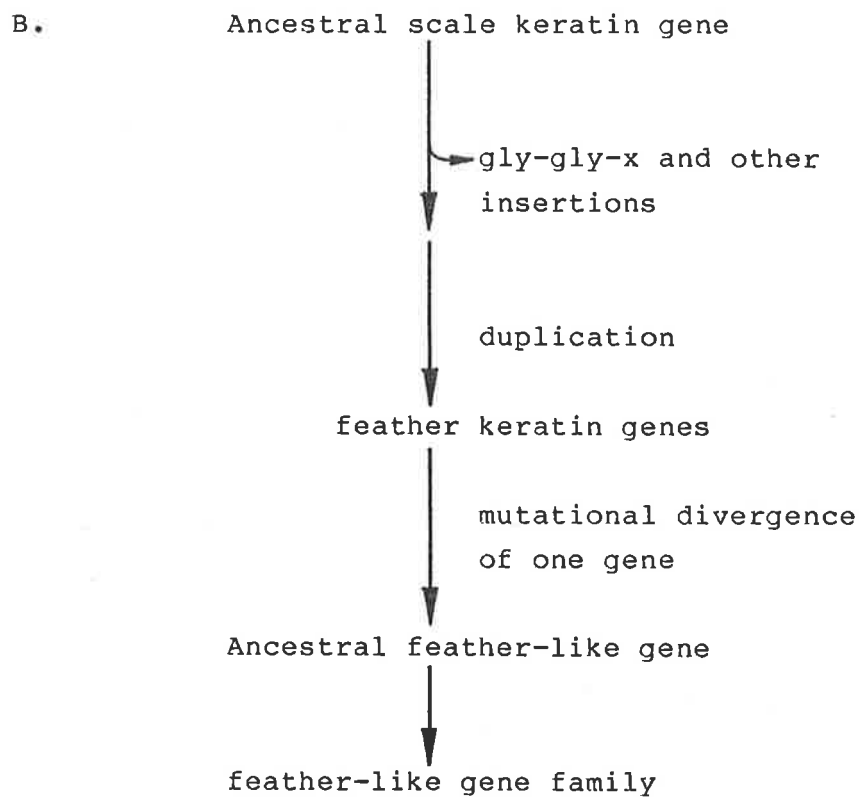 B. Ancestral scale keratin gene
gly-gly-x and other
insertions
duplication
feather keratin genes
mutational divergence
of one gene
Ancestral feather-like gene
feather-like gene family